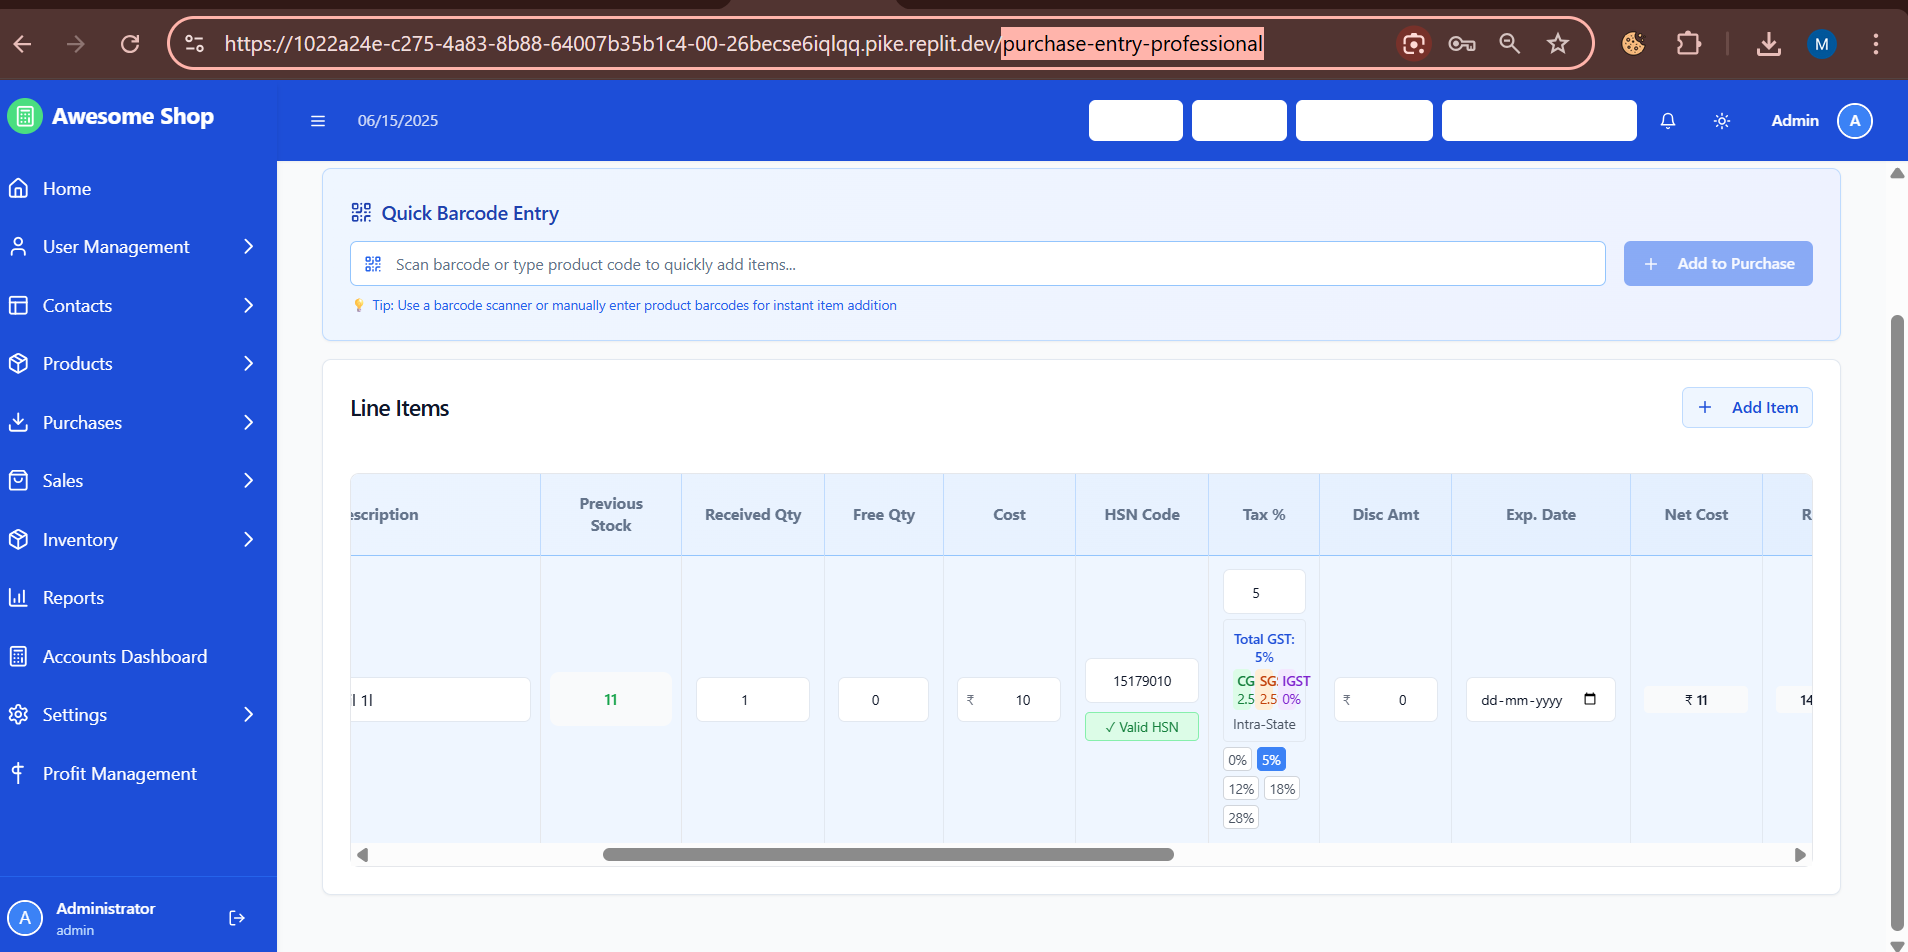 https://1022a24e-c275-4a83-8b88-64007b35b1c4-00-26becse6iqlqq.pike.replit.dev/purchase-entry-professional
M
Awesome Shop
06/15/2025
Admin
A
Home
User Management
Contacts
Products
Purchases
Sales
Inventory
Reports
Accounts Dashboard
Settings
Profit Management
A
Administrator
admin
Quick Barcode Entry
Scan barcode or type product code to quickly add items...
Add to Purchase
Tip: Use a barcode scanner or manually enter product barcodes for instant item addition
Line Items
Add Item
escription
Previous Stock
Received Qty
Free Qty
Cost
HSN Code
Tax %
Disc Amt
Exp. Date
Net Cost
R
l 1l
11
1
0
₹ 10
15179010
✓ Valid HSN
5
Total GST:
5%
CG SG IGST
2.5 2.5 0%
Intra-State
0% 5%
12% 18%
28%
₹ 0
dd-mm-yyyy
₹ 11
14